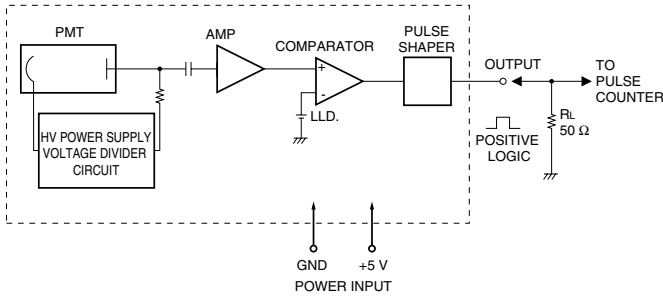 PMT
AMP
COMPARATOR
PULSE
SHAPER
OUTPUT
TO
PULSE
COUNTER
+
-
LLD.
HV POWER SUPPLY
VOLTAGE DIVIDER
CIRCUIT
RL
50 Ω
POSITIVE
LOGIC
GND
+5 V
POWER INPUT